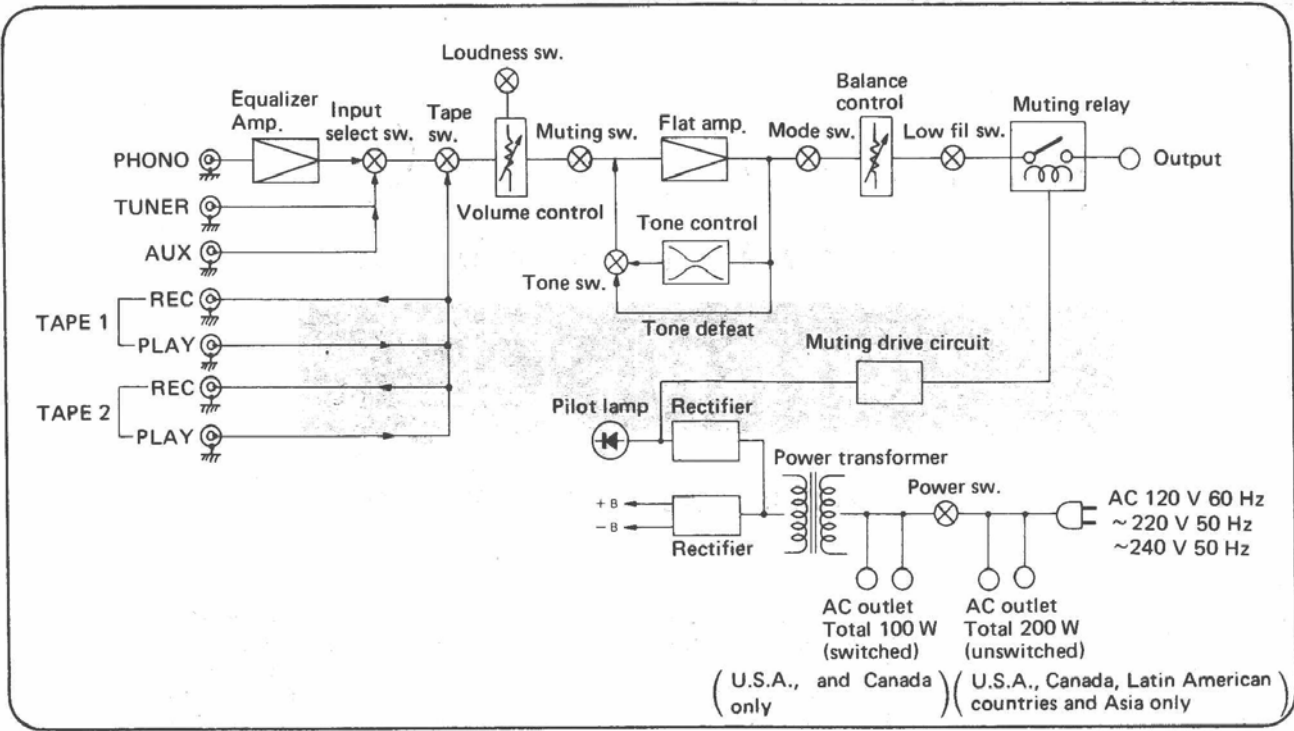 Loudness sw.
Equalizer
Amp.
Input
select sw.
Tape
sw.
Muting sw.
Flat amp.
Mode sw.
Balance
control
Low fil sw.
Muting relay
PHONO
Output
TUNER
Volume control
AUX
Tone control
Tone sw.
Tone defeat
TAPE 1
REC
PLAY
TAPE 2
REC
PLAY
Muting drive circuit
Pilot lamp
Rectifier
Power transformer
Power sw.
+ B
− B
Rectifier
AC 120 V 60 Hz
~220 V 50 Hz
~240 V 50 Hz
AC outlet
Total 100 W
(switched)
(U.S.A., and Canada
only)
AC outlet
Total 200 W
(unswitched)
(U.S.A., Canada, Latin American
countries and Asia only)